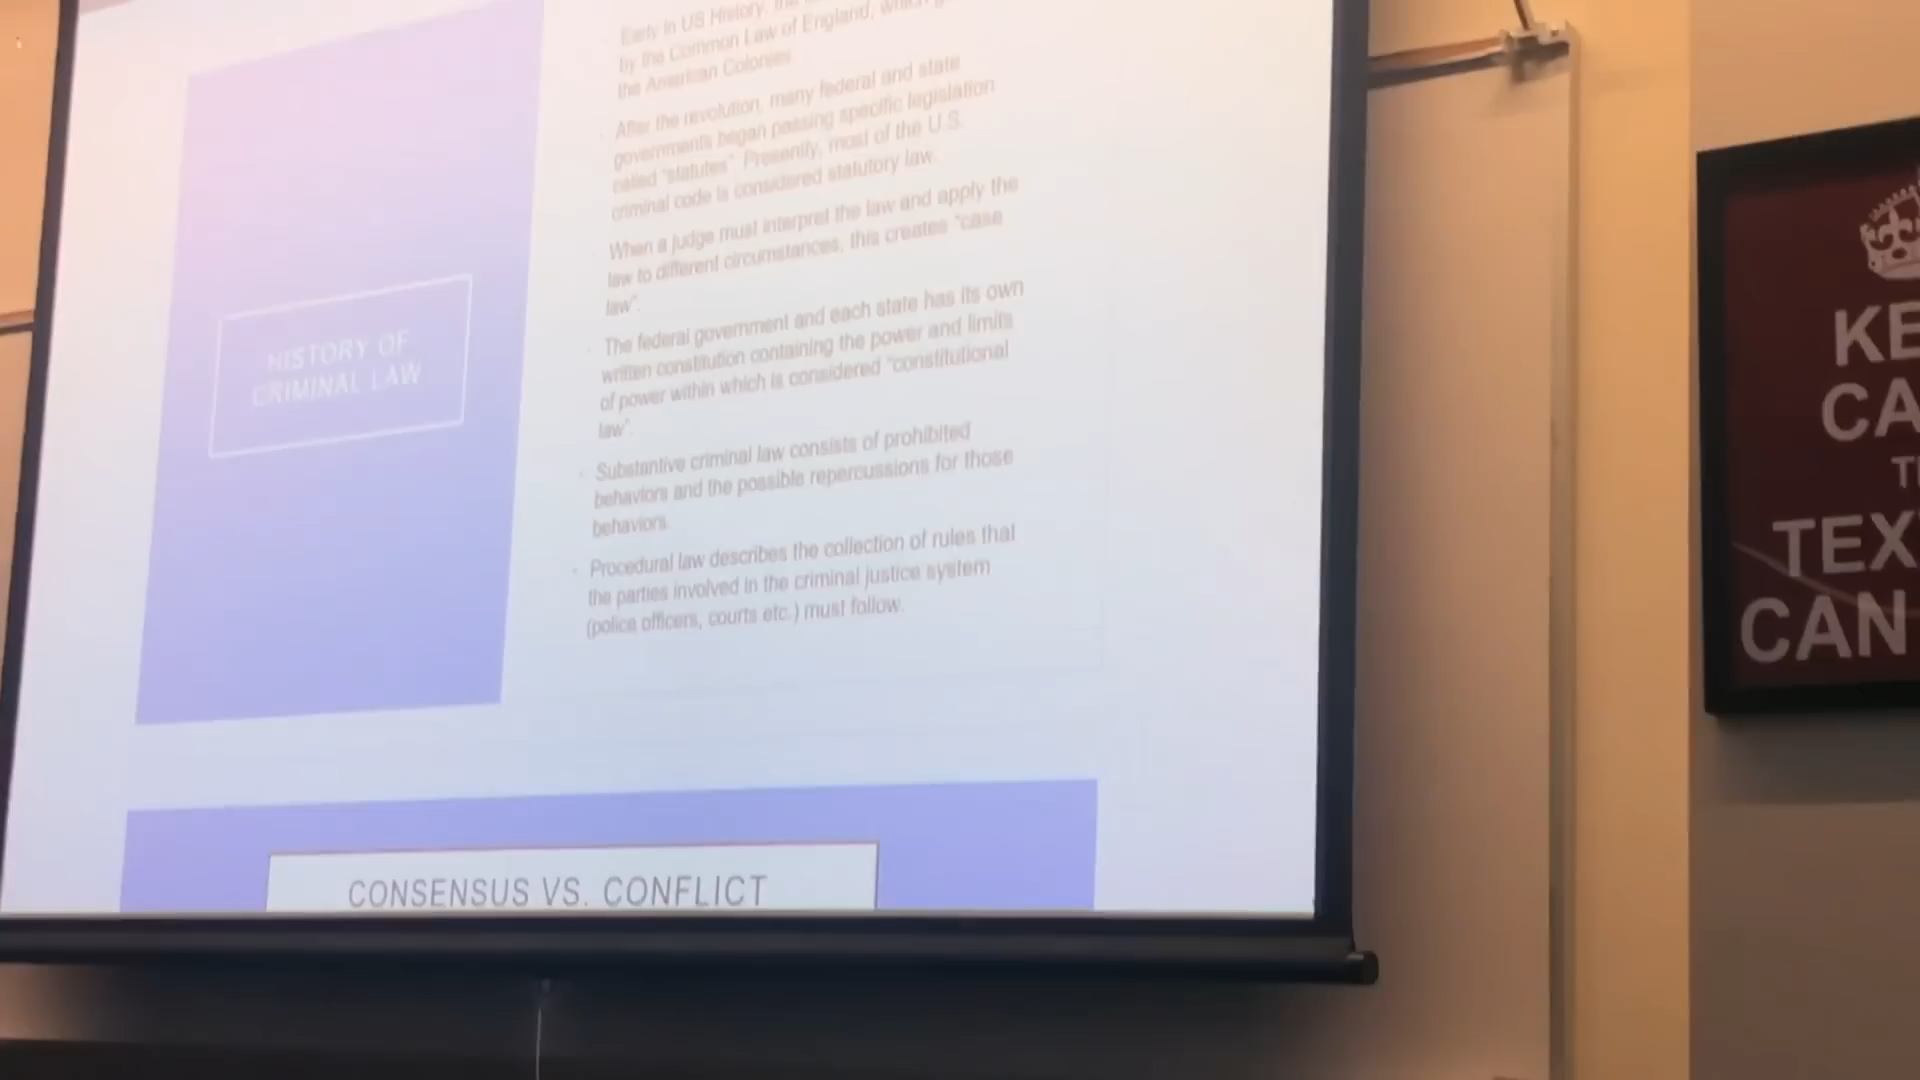 Early in US History, the
by the Common Law of England, which
the American Colonies.
After the revolution, many federal and state
governments began passing specific legislation
called "statutes". Presently, most of the U.S.
criminal code is considered statutory law.
When a judge must interpret the law and apply the
law to different circumstances, this creates "case
law".
The federal government and each state has its own
written constitution containing the power and limits
of power within which is considered "constitutional
law".
Substantive criminal law consists of prohibited
behaviors and the possible repercussions for those
behaviors.
Procedural law describes the collection of rules that
the parties involved in the criminal justice system
(police officers, courts etc.) must follow.
HISTORY OF
CRIMINAL LAW
CONSENSUS VS. CONFLICT
KE
CA
T
TEX
CAN